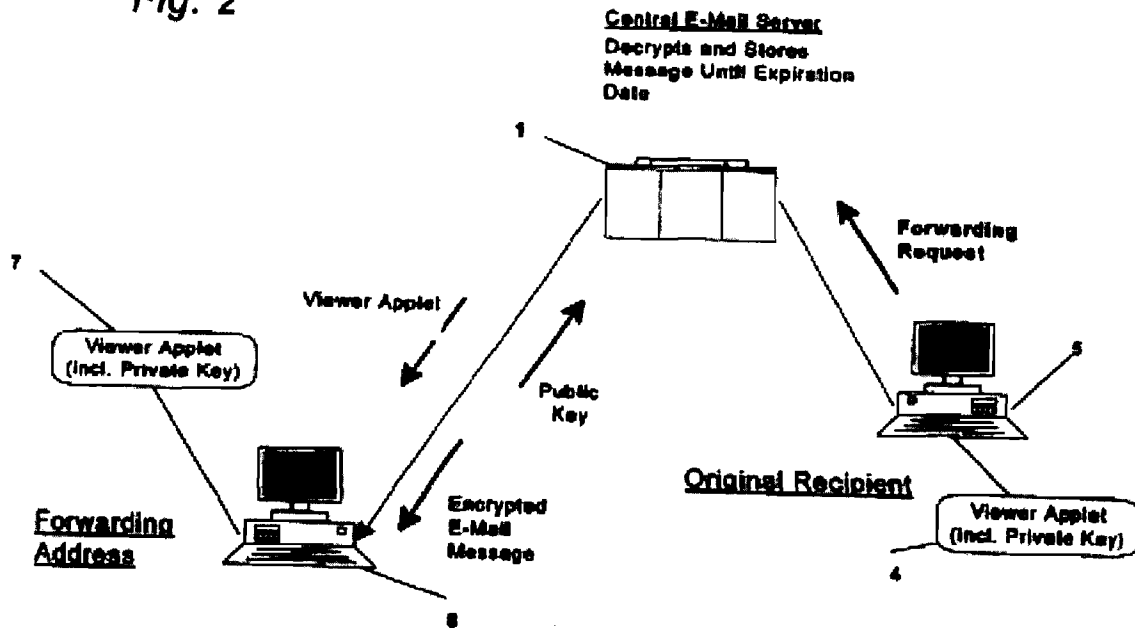 Fig. 2
Central E-Mail Server
Decrypts and Stores
Message Until Expiration
Date
1
Forwarding
Request
7
Viewer Applet
Viewer Applet
(Incl. Private Key)
5
Public
Key
Original Recipient
Encrypted
E-Mail
Message
Forwarding
Address
Viewer Applet
(Incl. Private Key)
4